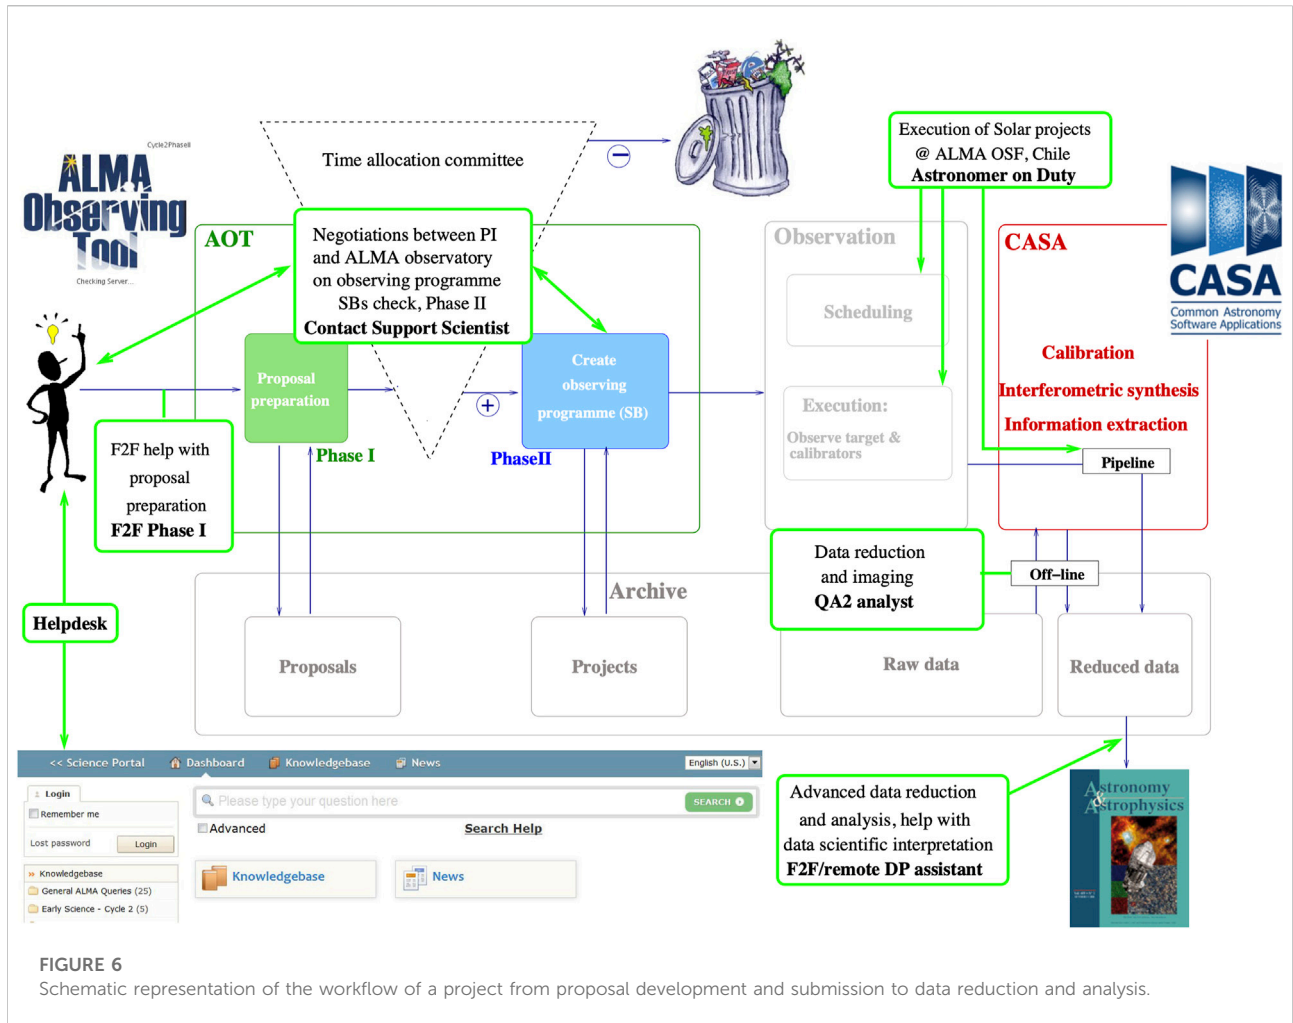 Cycle2PhaseII
ALMA
Observing
Tool
Checking Server...
Time allocation committee
−
Execution of Solar projects
@ ALMA OSF, Chile
Astronomer on Duty
CASA
Common Astronomy
Software Applications
AOT
Negotiations between PI
and ALMA observatory
on observing programme
SBs check, Phase II
Contact Support Scientist
Observation
CASA
Scheduling
Proposal
preparation
Phase I
+
Create
observing
programme (SB)
PhaseII
Execution:
Observe target &
calibrators
Calibration
Interferometric synthesis
Information extraction
Pipeline
F2F help with
proposal
preparation
F2F Phase I
Data reduction
and imaging
QA2 analyst
Off-line
Archive
Helpdesk
Proposals
Projects
Raw data
Reduced data
<< Science Portal
Dashboard
Knowledgebase
News
English (U.S.)
Login
Remember me
Lost password
Login
Please type your question here
SEARCH
Advanced
Search Help
Knowledgebase
General ALMA Queries (25)
Early Science - Cycle 2 (5)
Knowledgebase
News
Advanced data reduction
and analysis, help with
data scientific interpretation
F2F/remote DP assistant
Astronomy
&
Astrophysics
FIGURE 6
Schematic representation of the workflow of a project from proposal development and submission to data reduction and analysis.